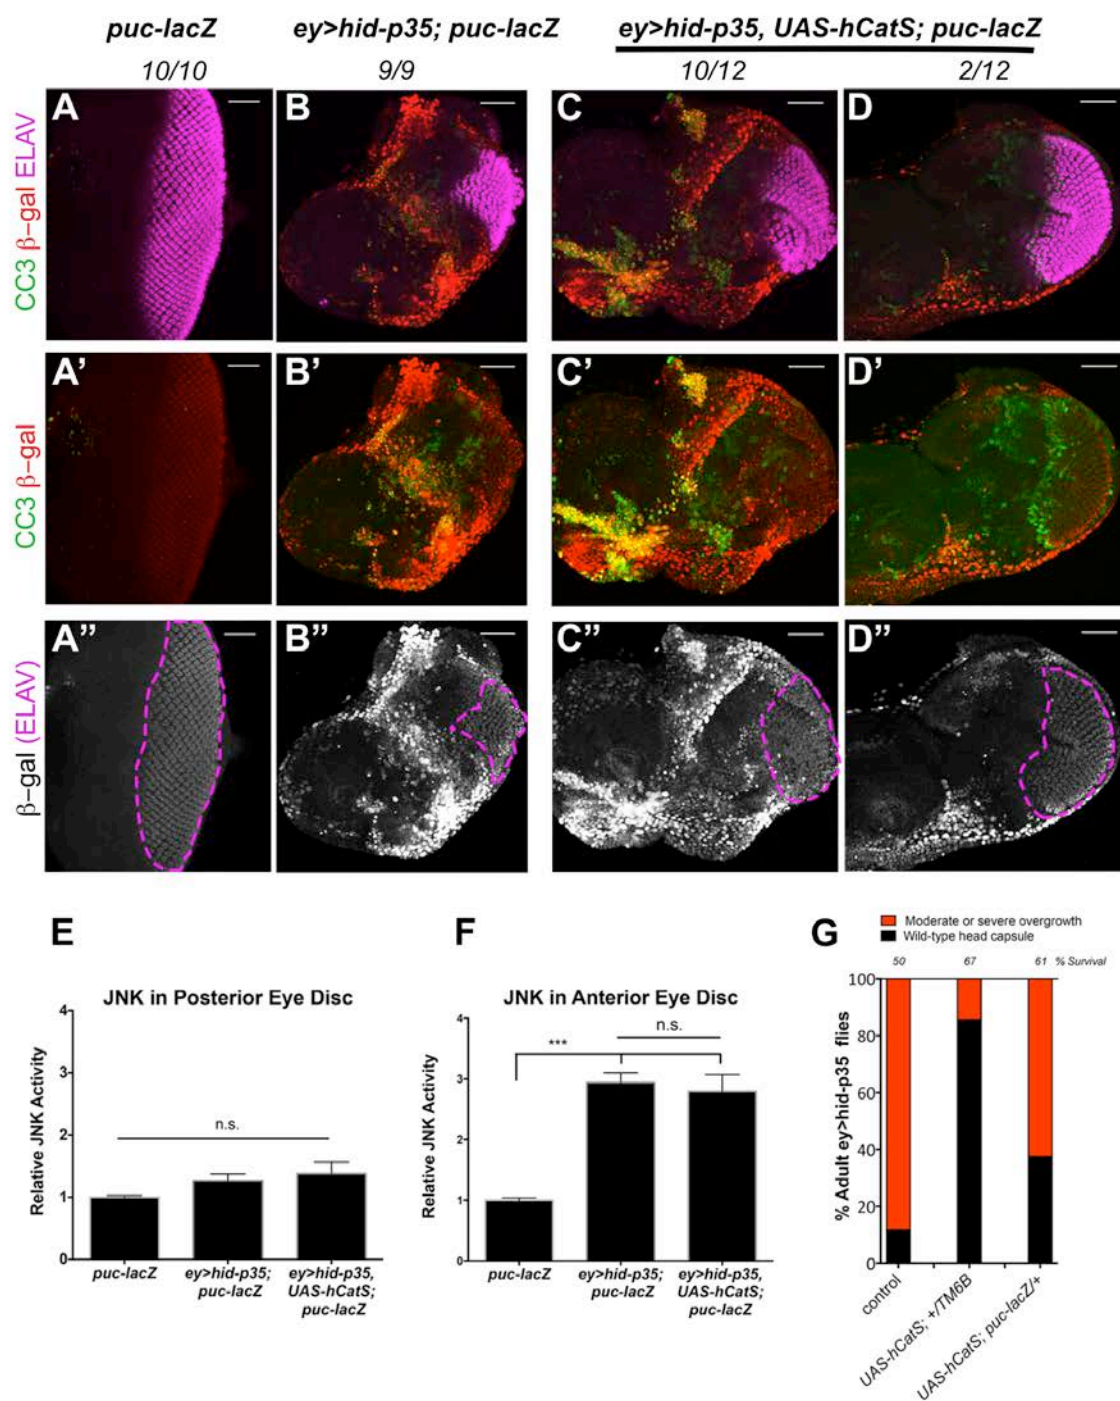 puc-lacZ
ey>hid-p35; puc-lacZ
ey>hid-p35, UAS-hCatS; puc-lacZ
10/10
9/9
10/12
2/12
CC3 β-gal ELAV
A
B
C
D
CC3 β-gal
A'
B'
C'
D'
β-gal (ELAV)
A"
B"
C"
D"
E
JNK in Posterior Eye Disc
Relative JNK Activity
4
3
2
1
0
n.s.
puc-lacZ
ey>hid-p35;
puc-lacZ
ey>hid-p35,
UAS-hCatS;
puc-lacZ
F
JNK in Anterior Eye Disc
Relative JNK Activity
4
3
2
1
0
***
n.s.
puc-lacZ
ey>hid-p35;
puc-lacZ
ey>hid-p35,
UAS-hCatS;
puc-lacZ
G
Moderate or severe overgrowth
Wild-type head capsule
50
67
61
% Survival
% Adult ey>hid-p35 flies
100
80
60
40
20
0
control
UAS-hCatS; +/TM6B
UAS-hCatS; puc-lacZ/+